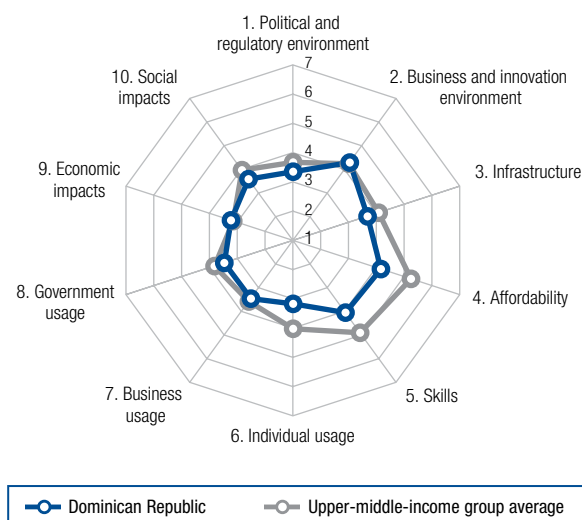 1. Political and
regulatory environment
7
10. Social
impacts
6
2. Business and innovation
environment
5
4
9. Economic
impacts
3
3. Infrastructure
2
1
8. Government
usage
4. Affordability
7. Business
usage
5. Skills
6. Individual usage
Dominican Republic
Upper-middle-income group average